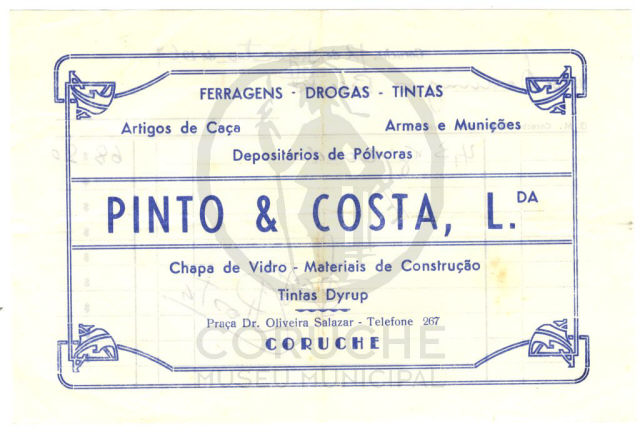 FERRAGENS - DROGAS - TINTAS
Artigos de Caça Armas e Munições
Depositários de Pólvoras
PINTO & COSTA, L.DA
Chapa de Vidro - Materiais de Construção
Tintas Dyrup
Praça Dr. Oliveira Salazar - Telefone 267
CORUCHE
CORUCHE
MUSEU MUNICIPAL